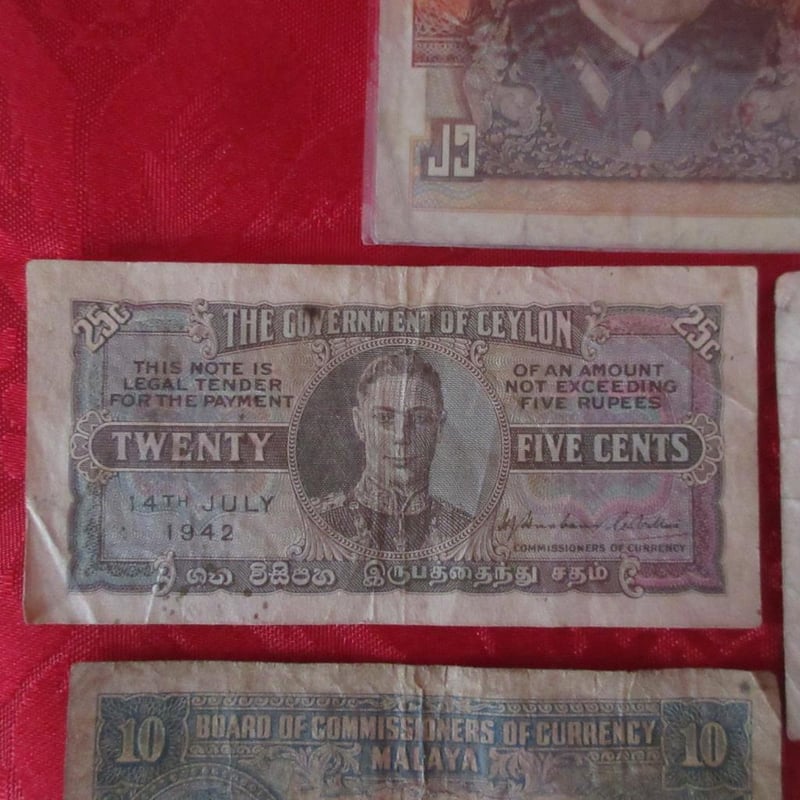 25c THE GOVERNMENT OF CEYLON 25c
THIS NOTE IS
LEGAL TENDER
FOR THE PAYMENT
OF AN AMOUNT
NOT EXCEEDING
FIVE RUPEES
TWENTY FIVE CENTS
14TH JULY
1942
COMMISSIONERS OF CURRENCY
ශත විසිපහ இருபத்தைந்து சதம்
10 BOARD OF COMMISSIONERS OF CURRENCY 10
MALAYA